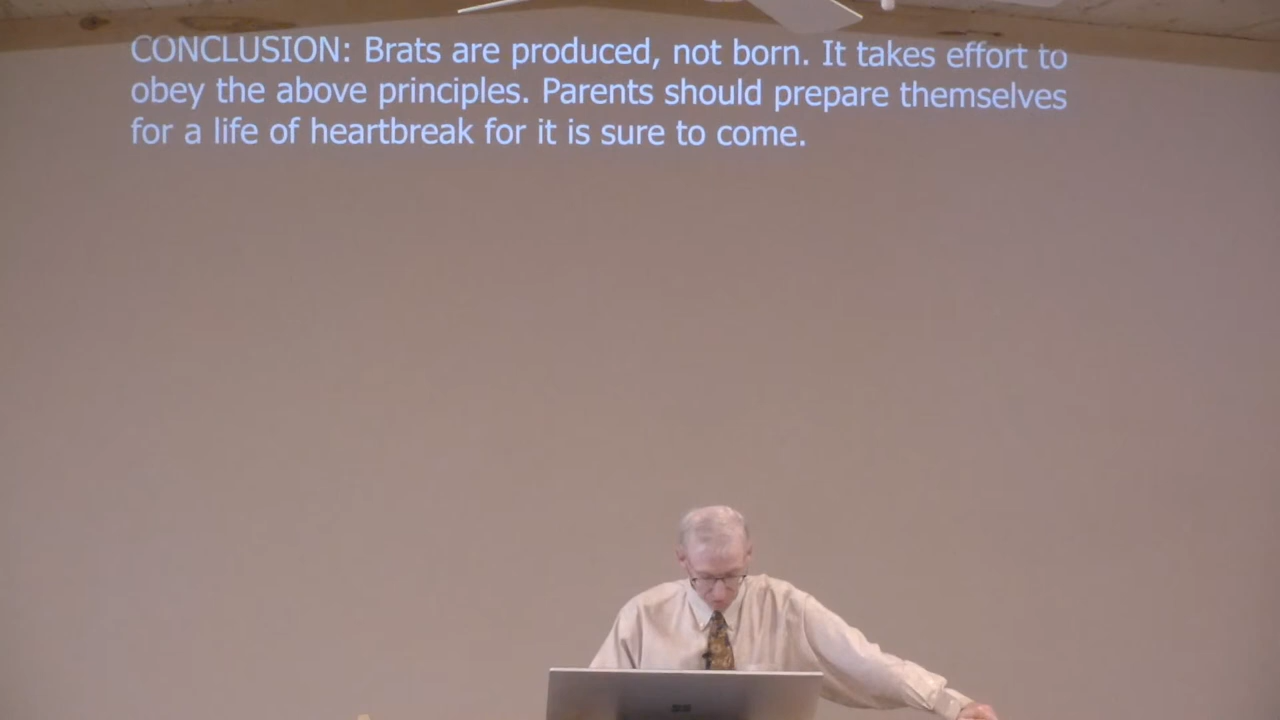 CONCLUSION: Brats are produced, not born. It takes effort to
obey the above principles. Parents should prepare themselves
for a life of heartbreak for it is sure to come.